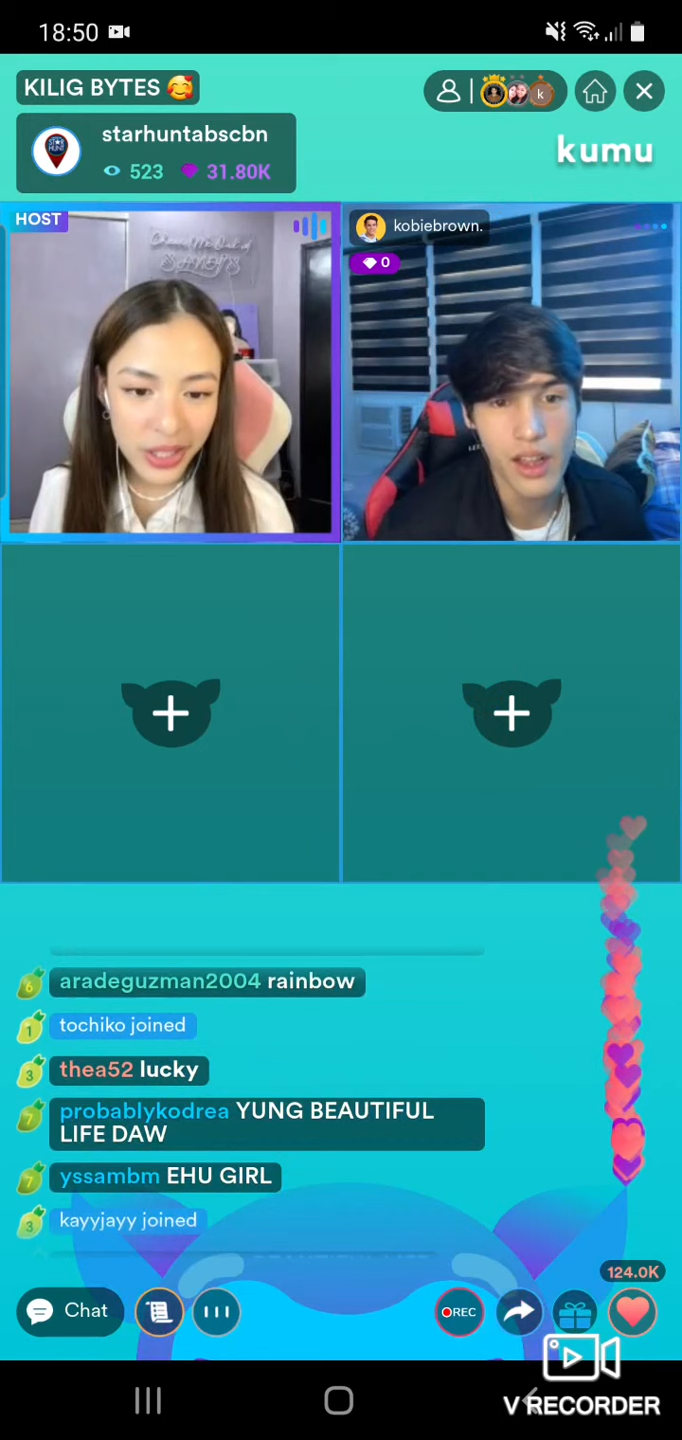 18:50
KILIG BYTES 🥰
k
starhuntabscbn
STAR HUNT
523 31.80K
kumu
HOST
kobiebrown.
0
6 aradeguzman2004 rainbow
1 tochiko joined
3 thea52 lucky
7 probablykodrea YUNG BEAUTIFUL
LIFE DAW
7 yssambm EHU GIRL
3 kayyjayy joined
124.0K
Chat
REC
V RECORDER